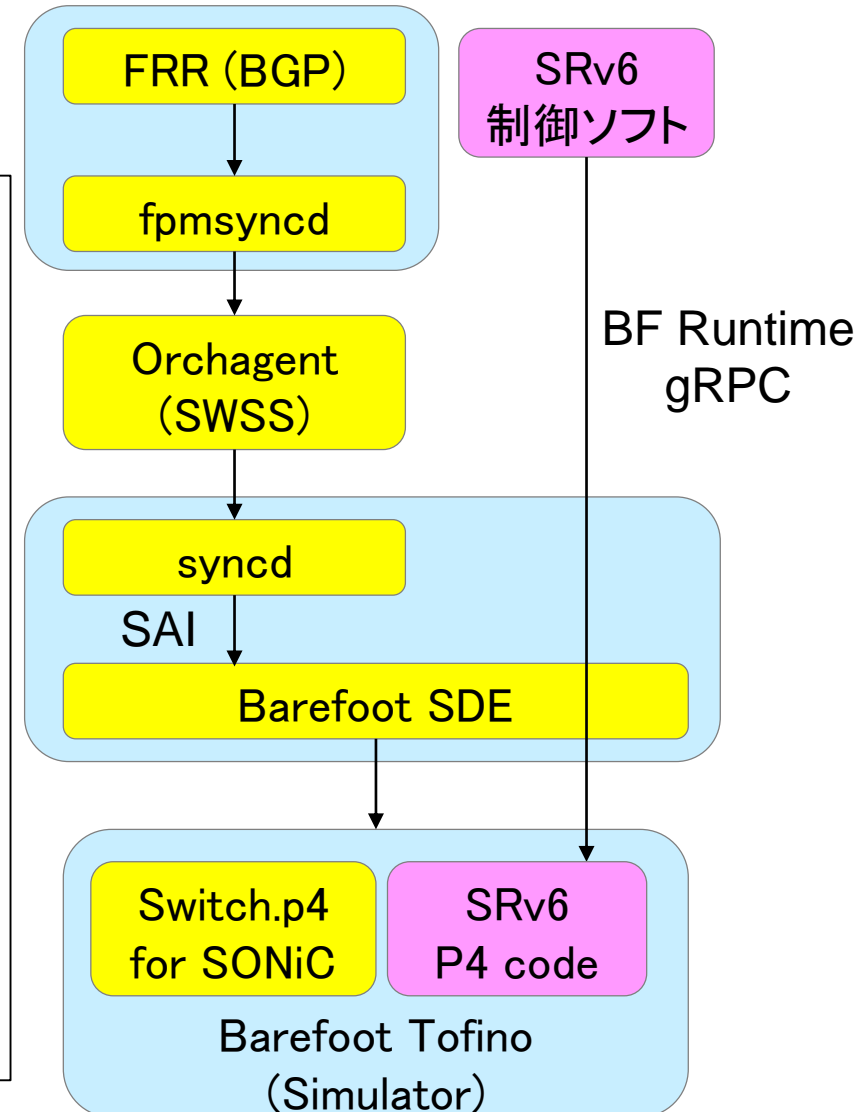 FRR (BGP)
SRv6
制御ソフト
fpmsyncd
BF Runtime
gRPC
Orchagent
(SWSS)
syncd
SAI
Barefoot SDE
Switch.p4
for SONiC
SRv6
P4 code
Barefoot Tofino
(Simulator)